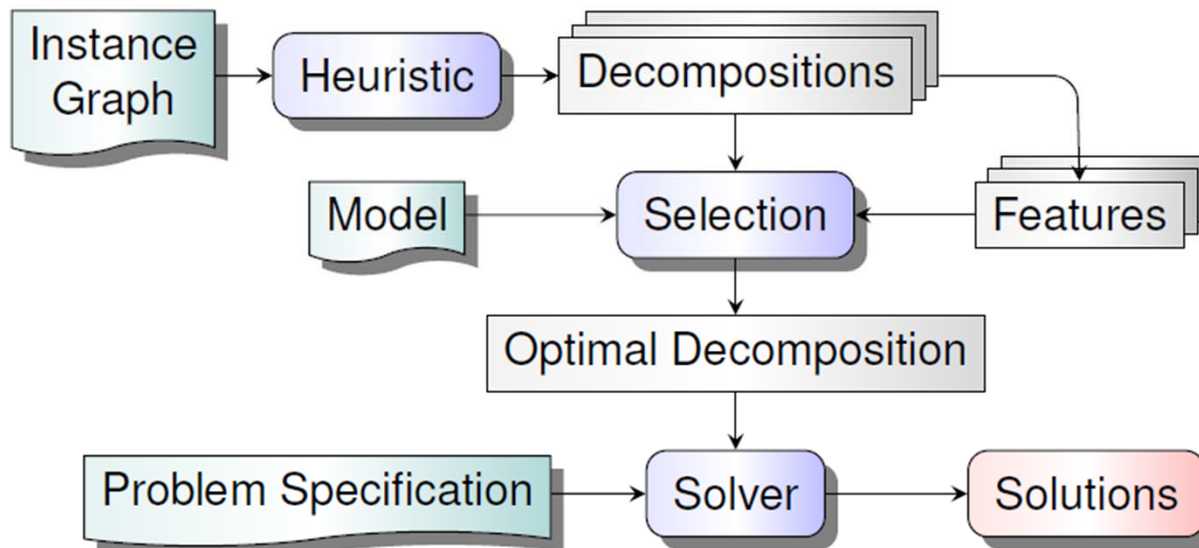 Instance
Graph
Heuristic
Decompositions
Model
Selection
Features
Optimal Decomposition
Problem Specification
Solver
Solutions